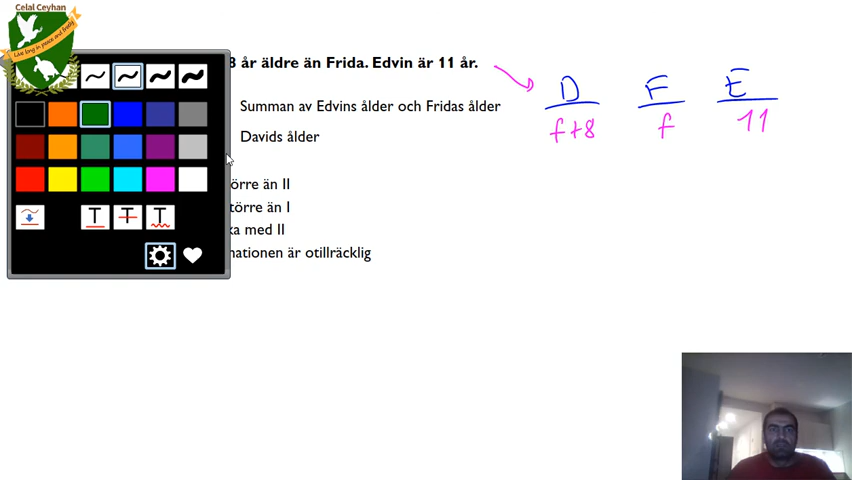 Celal Ceyhan
Live long in peace and unity
8 år äldre än Frida. Edvin är 11 år.
D F E
f+8 f 11
Summan av Edvins ålder och Fridas ålder
Davids ålder
örre än II
törre än I
ka med II
mationen är otillräcklig
T T T